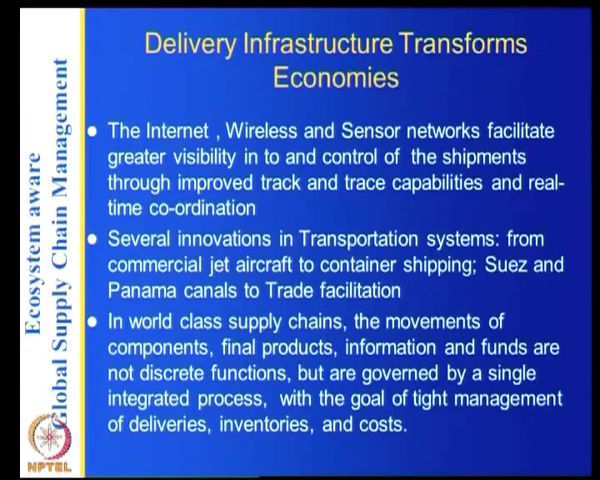 Delivery Infrastructure Transforms
Economies
● The Internet , Wireless and Sensor networks facilitate
greater visibility in to and control of the shipments
through improved track and trace capabilities and real-
time co-ordination
● Several innovations in Transportation systems: from
commercial jet aircraft to container shipping; Suez and
Panama canals to Trade facilitation
● In world class supply chains, the movements of
components, final products, information and funds are
not discrete functions, but are governed by a single
integrated process, with the goal of tight management
of deliveries, inventories, and costs.
Ecosystem aware
Global Supply Chain Management
NPTEL